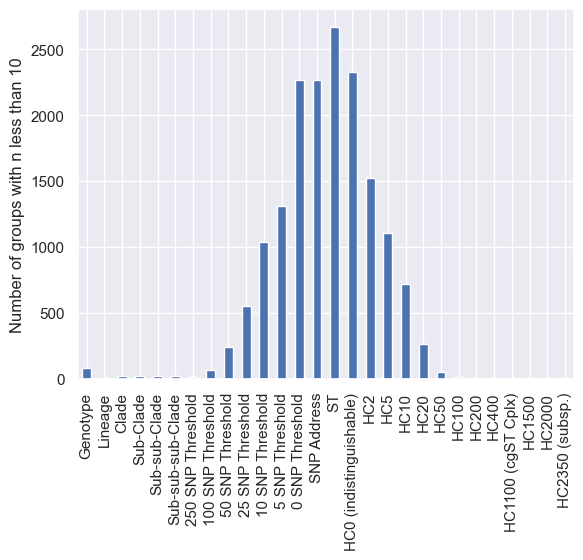 Number of groups with n less than 10
2500
2000
1500
1000
500
0
Genotype
Lineage
Clade
Sub-Clade
Sub-sub-Clade
Sub-sub-sub-Clade
250 SNP Threshold
100 SNP Threshold
50 SNP Threshold
25 SNP Threshold
10 SNP Threshold
5 SNP Threshold
0 SNP Threshold
SNP Address
ST
HC0 (indistinguishable)
HC2
HC5
HC10
HC20
HC50
HC100
HC200
HC400
HC1100 (cgST Cplx)
HC1500
HC2000
HC2350 (subsp.)